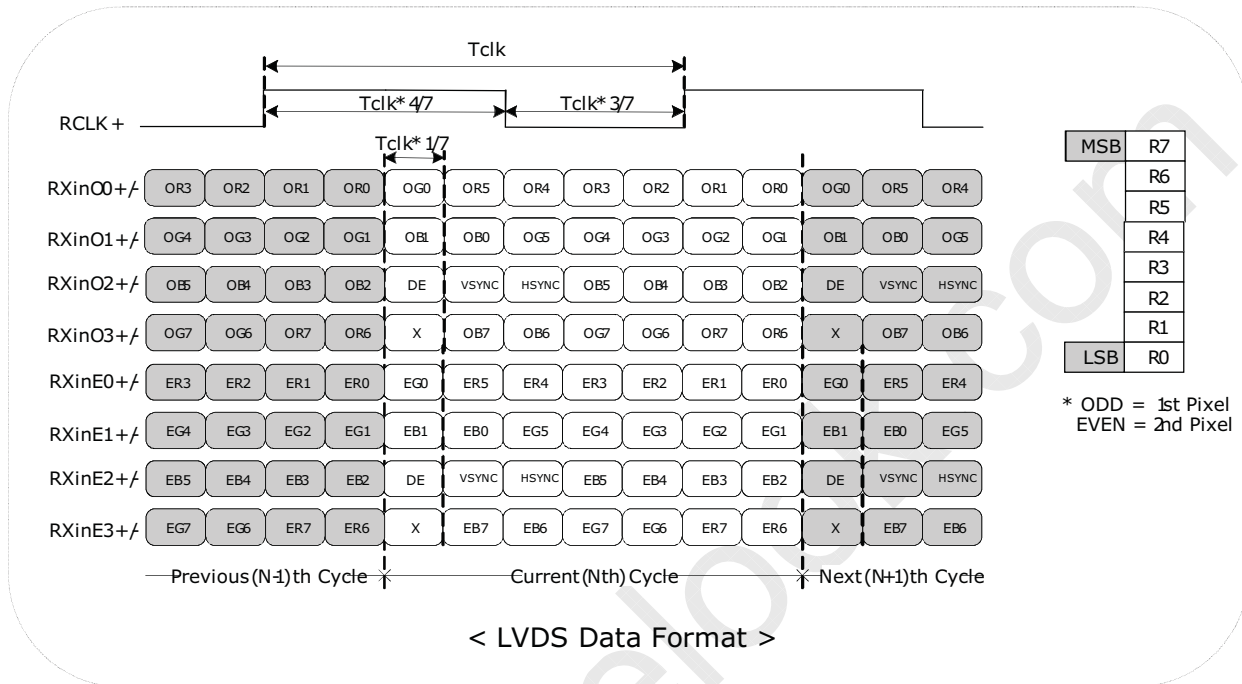 Tclk
Tclk* 4/7 Tclk* 3/7
RCLK +
Tclk* 1/7
RXinO0+/- OR3 OR2 OR1 OR0 OG0 OR5 OR4 OR3 OR2 OR1 OR0 OG0 OR5 OR4
RXinO1+/- OG4 OG3 OG2 OG1 OB1 OB0 OG5 OG4 OG3 OG2 OG1 OB1 OB0 OG5
RXinO2+/- OB5 OB4 OB3 OB2 DE VSYNC HSYNC OB5 OB4 OB3 OB2 DE VSYNC HSYNC
RXinO3+/- OG7 OG6 OR7 OR6 X OB7 OB6 OG7 OG6 OR7 OR6 X OB7 OB6
RXinE0+/- ER3 ER2 ER1 ER0 EG0 ER5 ER4 ER3 ER2 ER1 ER0 EG0 ER5 ER4
RXinE1+/- EG4 EG3 EG2 EG1 EB1 EB0 EG5 EG4 EG3 EG2 EG1 EB1 EB0 EG5
RXinE2+/- EB5 EB4 EB3 EB2 DE VSYNC HSYNC EB5 EB4 EB3 EB2 DE VSYNC HSYNC
RXinE3+/- EG7 EG6 ER7 ER6 X EB7 EB6 EG7 EG6 ER7 ER6 X EB7 EB6
Previous(N-1)th Cycle Current(Nth) Cycle Next(N+1)th Cycle
MSB R7
R6
R5
R4
R3
R2
R1
LSB R0
* ODD = 1st Pixel
EVEN = 2nd Pixel
< LVDS Data Format >